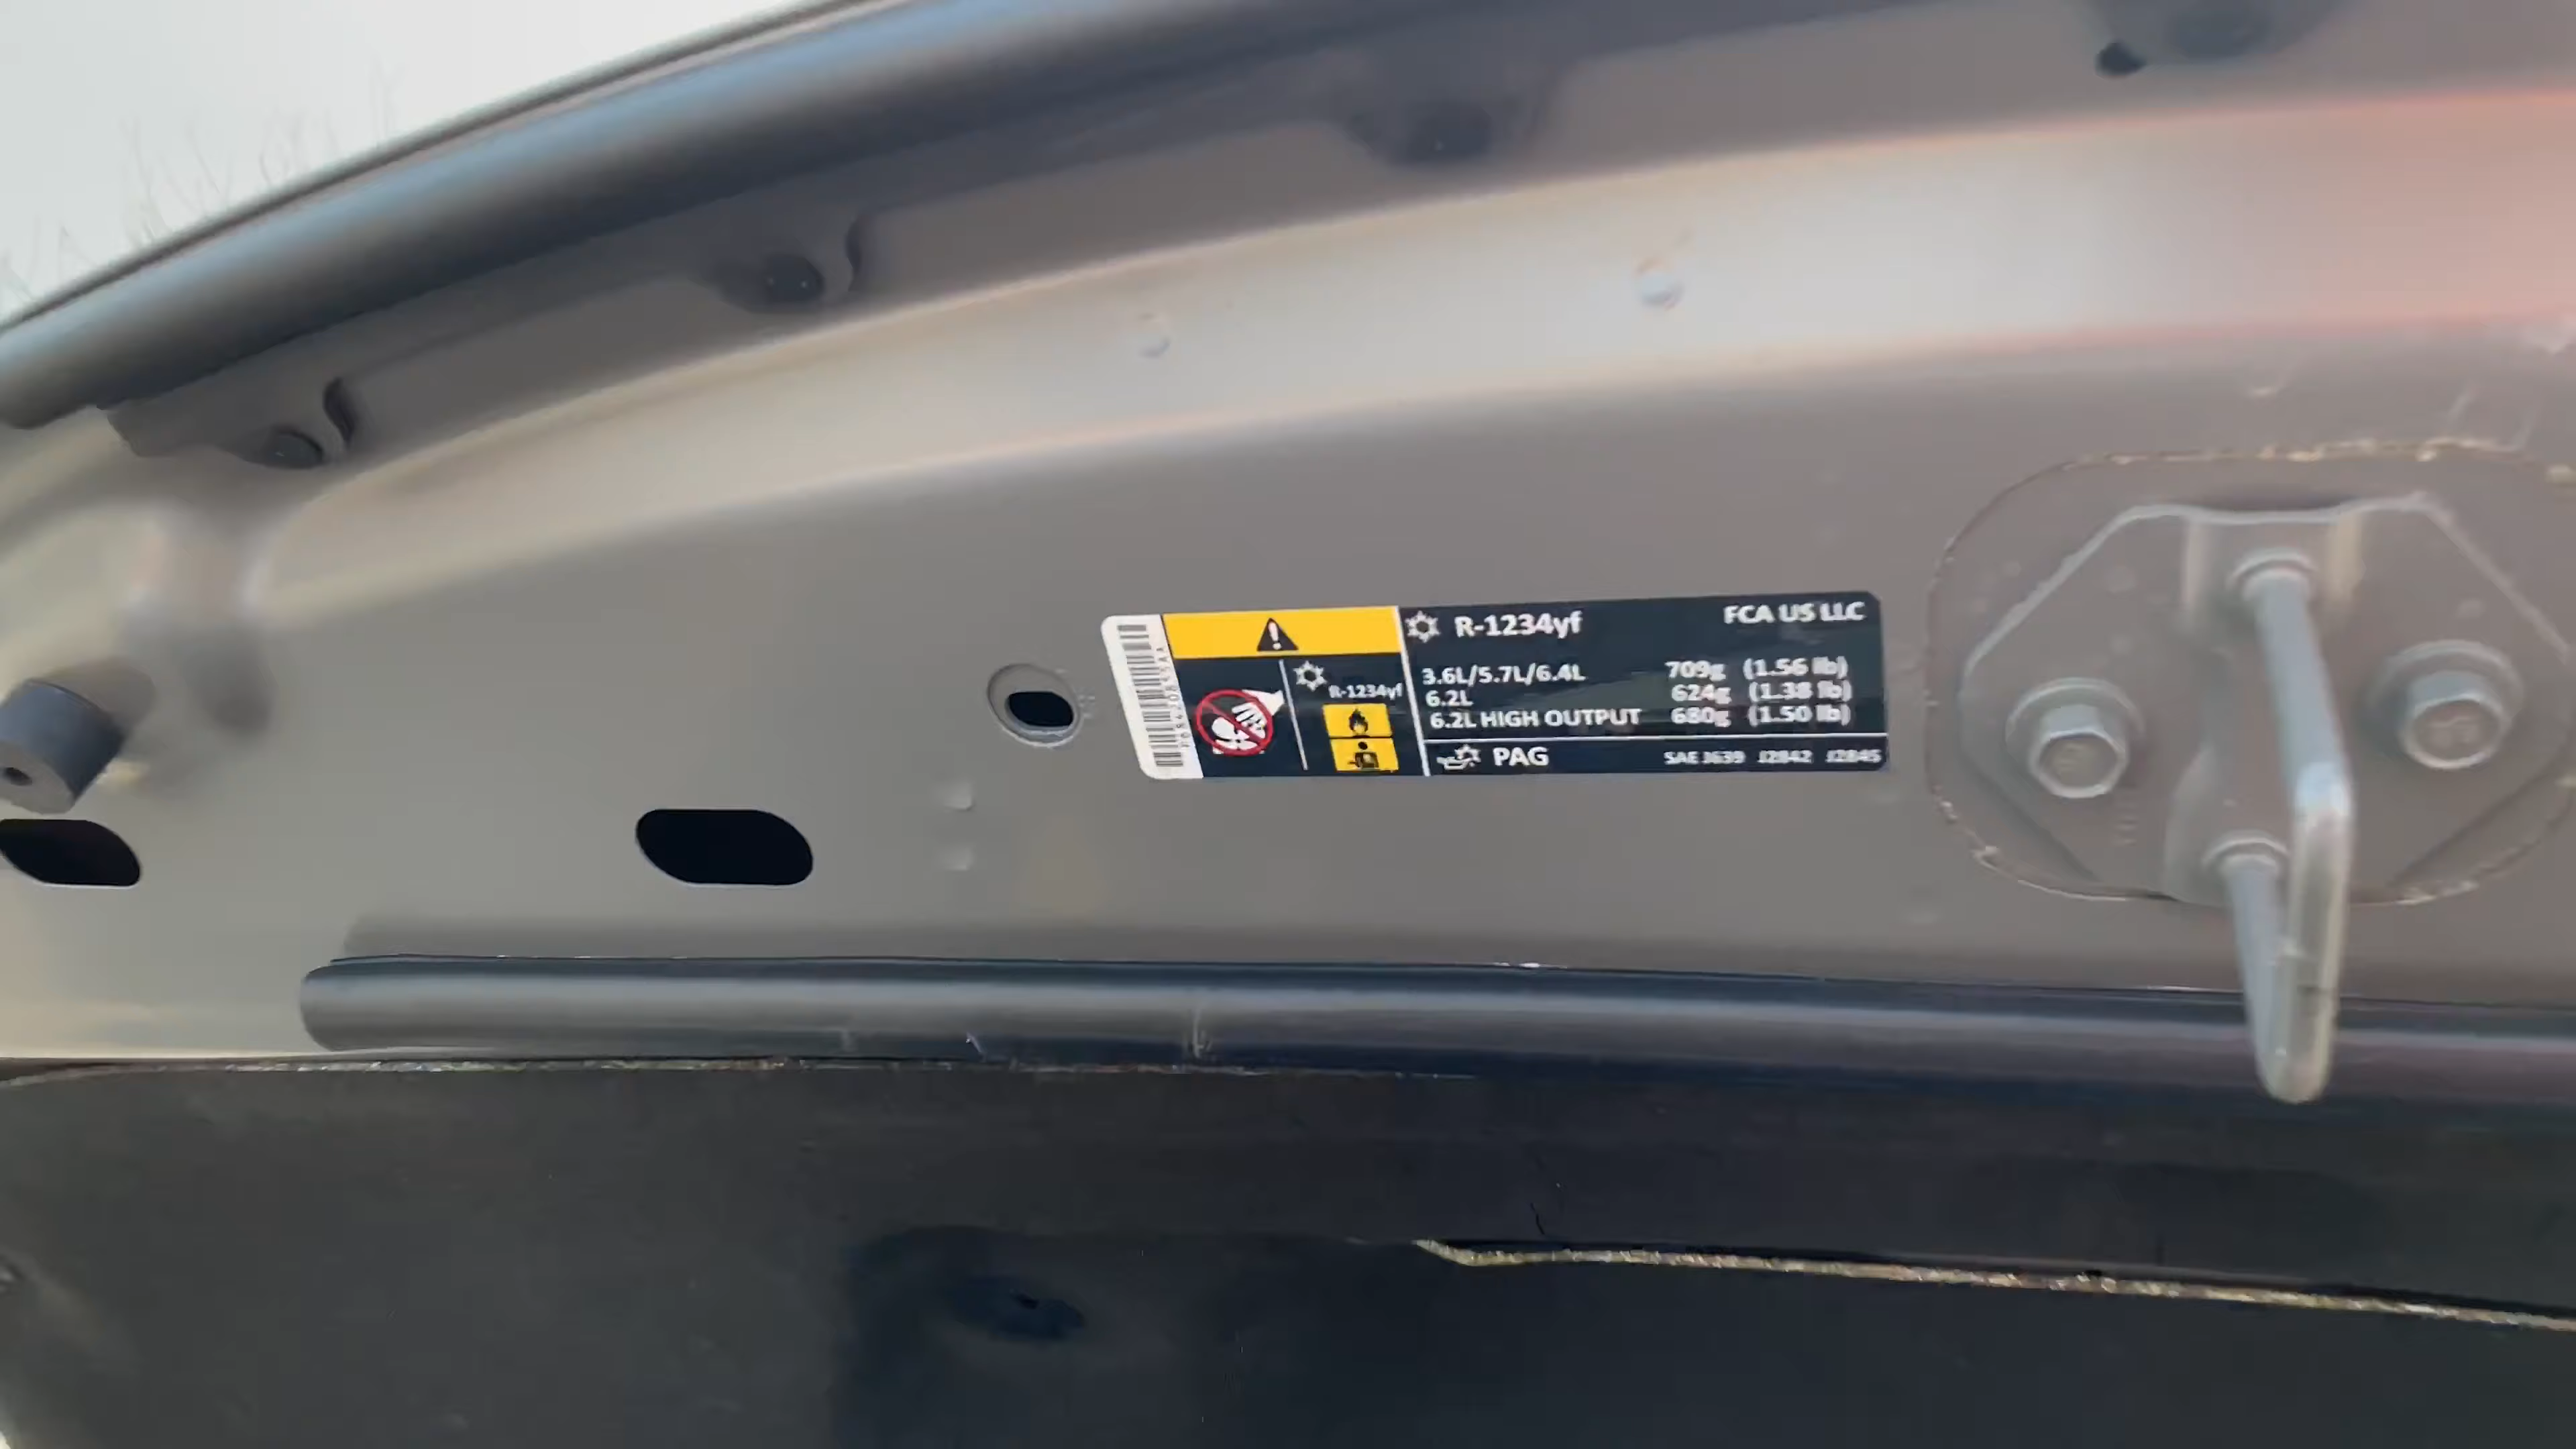 R-1234yf
R-1234yf FCA US LLC
3.6L/5.7L/6.4L 709g (1.56 lb)
6.2L 624g (1.38 lb)
6.2L HIGH OUTPUT 680g (1.50 lb)
PAG SAE J639 J2842 J2845